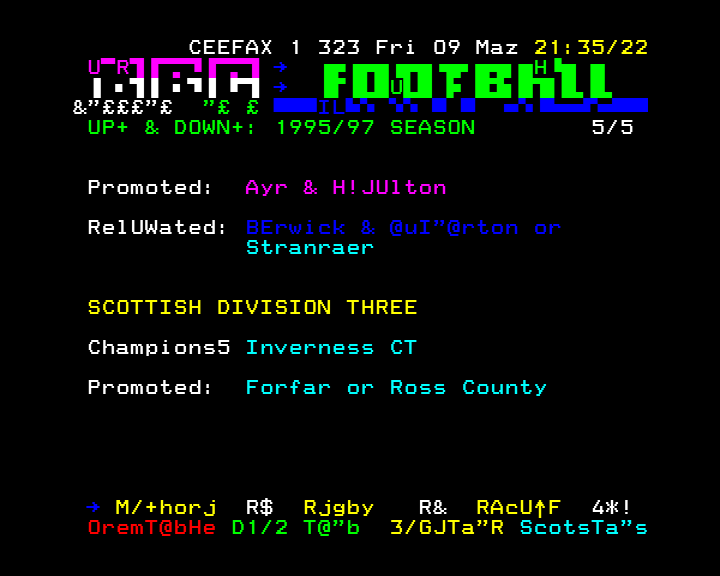 CEEFAX 1 323 Fri 09 Maz 21:35/22
U R
BBC FOOTBALL H
U
&"£££"£ "£ £ IL
UP+ & DOWN+: 1995/97 SEASON 5/5
Promoted: Ayr & H!JU1ton
RelUWated: BErwick & @uI"@rton or
Stranraer
SCOTTISH DIVISION THREE
Champions5 Inverness CT
Promoted: Forfar or Ross County
→ M/+horj R$ Rjgby R& RAcU↑F 4*!
OremT@bHe D1/2 T@"b 3/GJTa"R ScotsTa"s